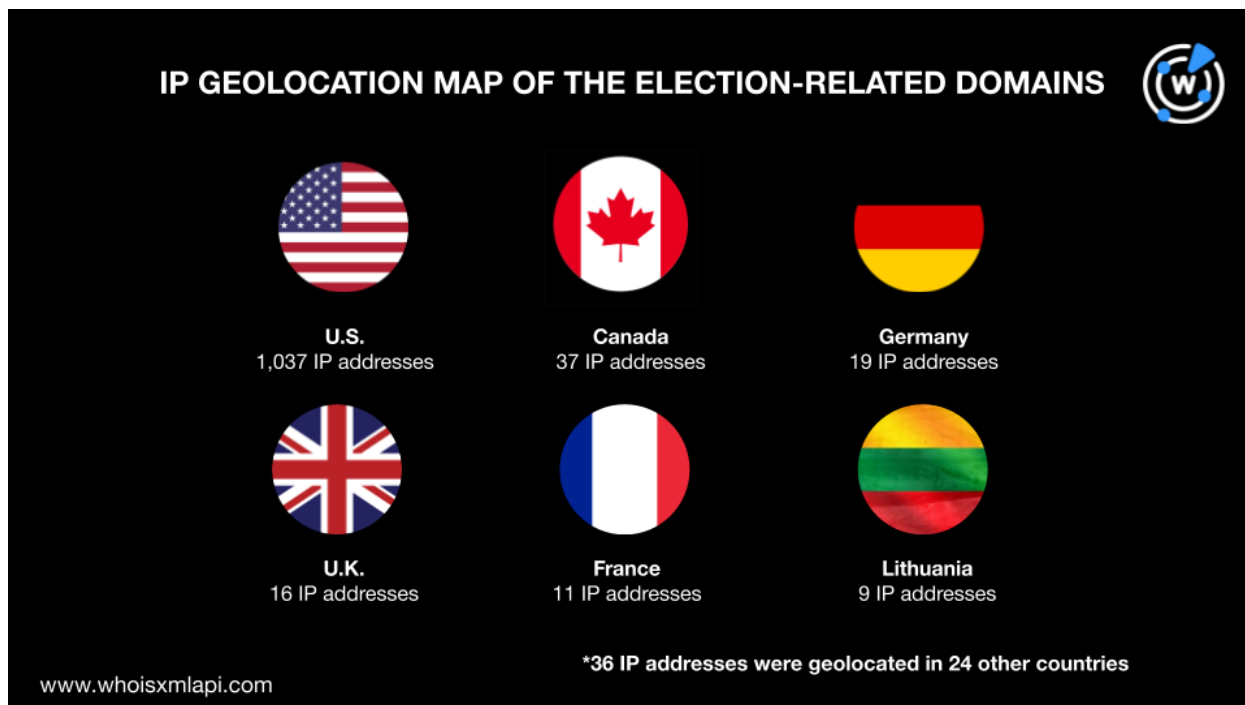 IP GEOLOCATION MAP OF THE ELECTION-RELATED DOMAINS
W
U.S.
1,037 IP addresses
Canada
37 IP addresses
Germany
19 IP addresses
U.K.
16 IP addresses
France
11 IP addresses
Lithuania
9 IP addresses
*36 IP addresses were geolocated in 24 other countries
www.whoisxmlapi.com